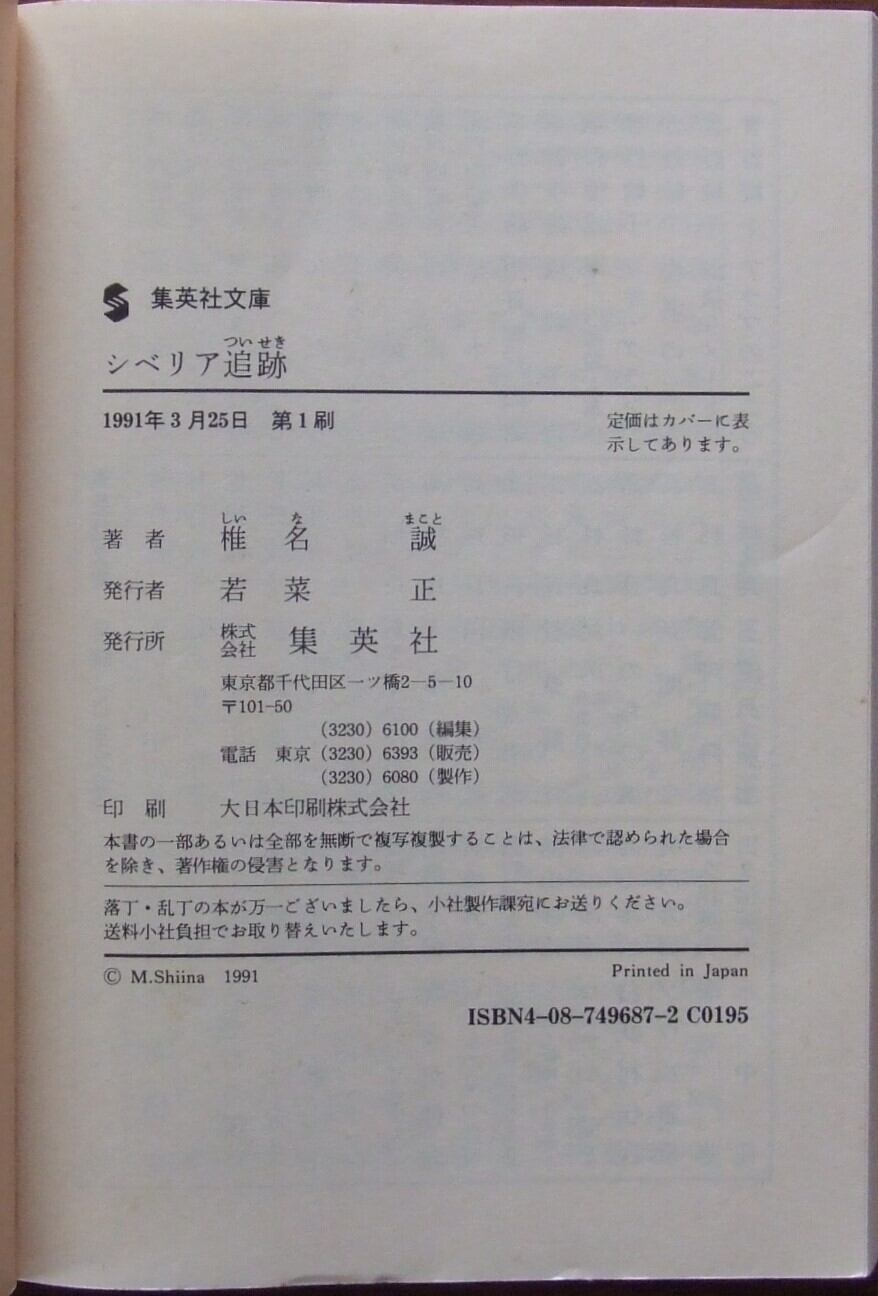 集英社文庫
ついせき
シベリア追跡
1991年3月25日 第1刷
定価はカバーに表
示してあります。
しいな まこと
著者 椎名 誠
発行者 若菜 正
発行所 株式会社 集英社
東京都千代田区一ツ橋2-5-10
〒101-50
(3230) 6100 (編集)
電話 東京 (3230) 6393 (販売)
(3230) 6080 (製作)
印刷 大日本印刷株式会社
本書の一部あるいは全部を無断で複写複製することは、法律で認められた場合
を除き、著作権の侵害となります。
落丁・乱丁の本が万一ございましたら、小社製作課宛にお送りください。
送料小社負担でお取り替えいたします。
© M.Shiina 1991
Printed in Japan
ISBN4-08-749687-2 C0195